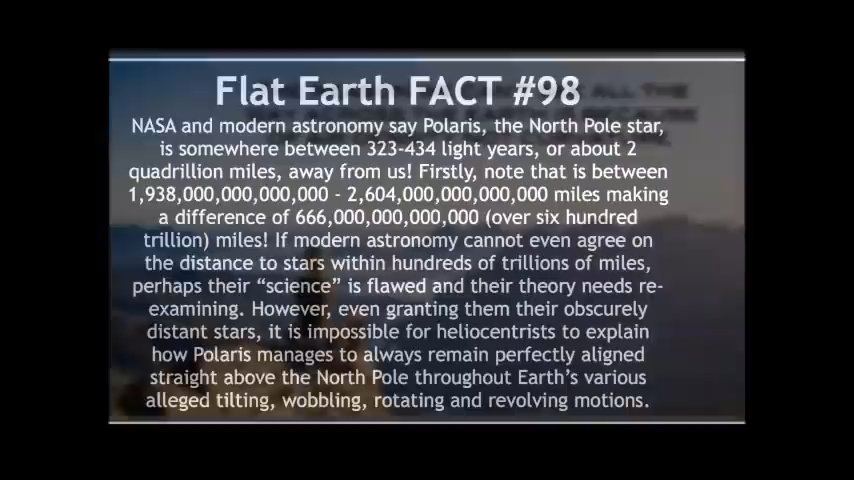 Flat Earth FACT #98
NASA and modern astronomy say Polaris, the North Pole star,
is somewhere between 323-434 light years, or about 2
quadrillion miles, away from us! Firstly, note that is between
1,938,000,000,000,000 - 2,604,000,000,000,000 miles making
a difference of 666,000,000,000,000 (over six hundred
trillion) miles! If modern astronomy cannot even agree on
the distance to stars within hundreds of trillions of miles,
perhaps their “science” is flawed and their theory needs re-
examining. However, even granting them their obscurely
distant stars, it is impossible for heliocentrists to explain
how Polaris manages to always remain perfectly aligned
straight above the North Pole throughout Earth’s various
alleged tilting, wobbling, rotating and revolving motions.